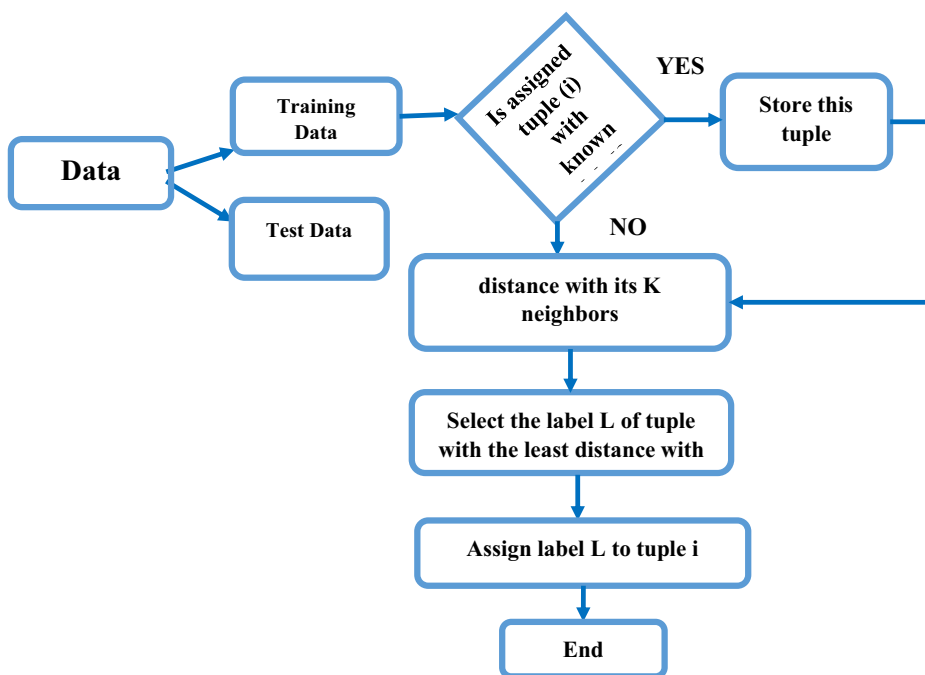 Data
Training
Data
Test Data
Is assigned
tuple (i)
with
known
YES
Store this
tuple
NO
distance with its K
neighbors
Select the label L of tuple
with the least distance with
Assign label L to tuple i
End